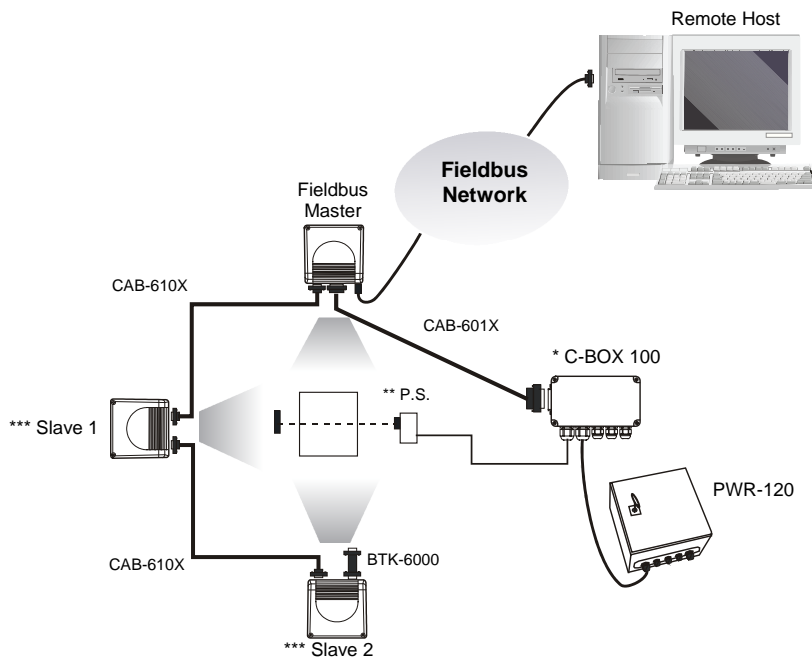 Remote Host
Fieldbus
Network
Fieldbus
Master
CAB-610X
CAB-601X
* C-BOX 100
** P.S.
*** Slave 1
PWR-120
CAB-610X
BTK-6000
*** Slave 2